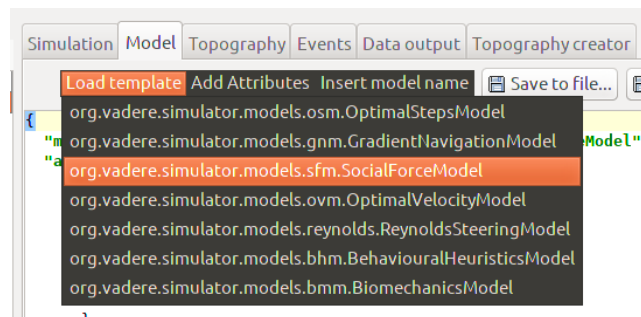 Simulation Model Topography Events Data output Topography creator
Load template Add Attributes Insert model name Save to file...
{
org.vadere.simulator.models.osm.OptimalStepsModel
"m org.vadere.simulator.models.gnm.GradientNavigationModel eModel"
"a org.vadere.simulator.models.sfm.SocialForceModel
org.vadere.simulator.models.ovm.OptimalVelocityModel
org.vadere.simulator.models.reynolds.ReynoldsSteeringModel
org.vadere.simulator.models.bhm.BehaviouralHeuristicsModel
org.vadere.simulator.models.bmm.BiomechanicsModel